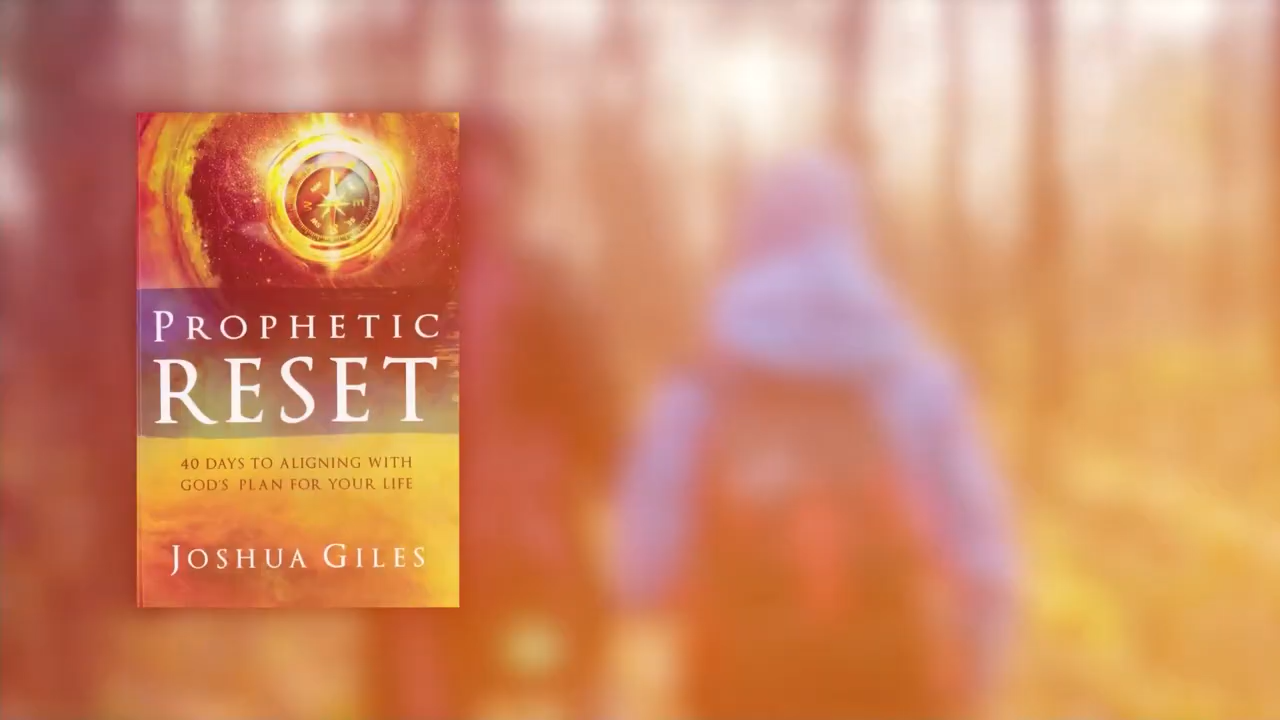 PROPHETIC
RESET
40 DAYS TO ALIGNING WITH
GOD'S PLAN FOR YOUR LIFE
JOSHUA GILES